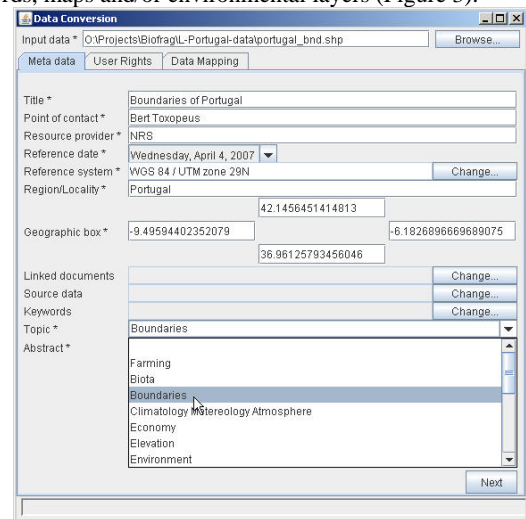 rds, maps and/or environmental layers (Figure 3).
Data Conversion
Input data * O:\Projects\Biofrag\L-Portugal-data\portugal_bnd.shp Browse...
Meta data User Rights Data Mapping
Title * Boundaries of Portugal
Point of contact * Bert Toxopeus
Resource provider * NRS
Reference date * Wednesday, April 4, 2007
Reference system * WGS 84 / UTM zone 29N Change...
Region/Locality * Portugal
42.1456451414813
Geographic box * -9.49594402352079 -6.1826896669689075
36.96125793456046
Linked documents Change...
Source data Change...
Keywords Change...
Topic * Boundaries
Abstract *
Farming
Biota
Boundaries
Climatology Metereology Atmosphere
Economy
Elevation
Environment
Next